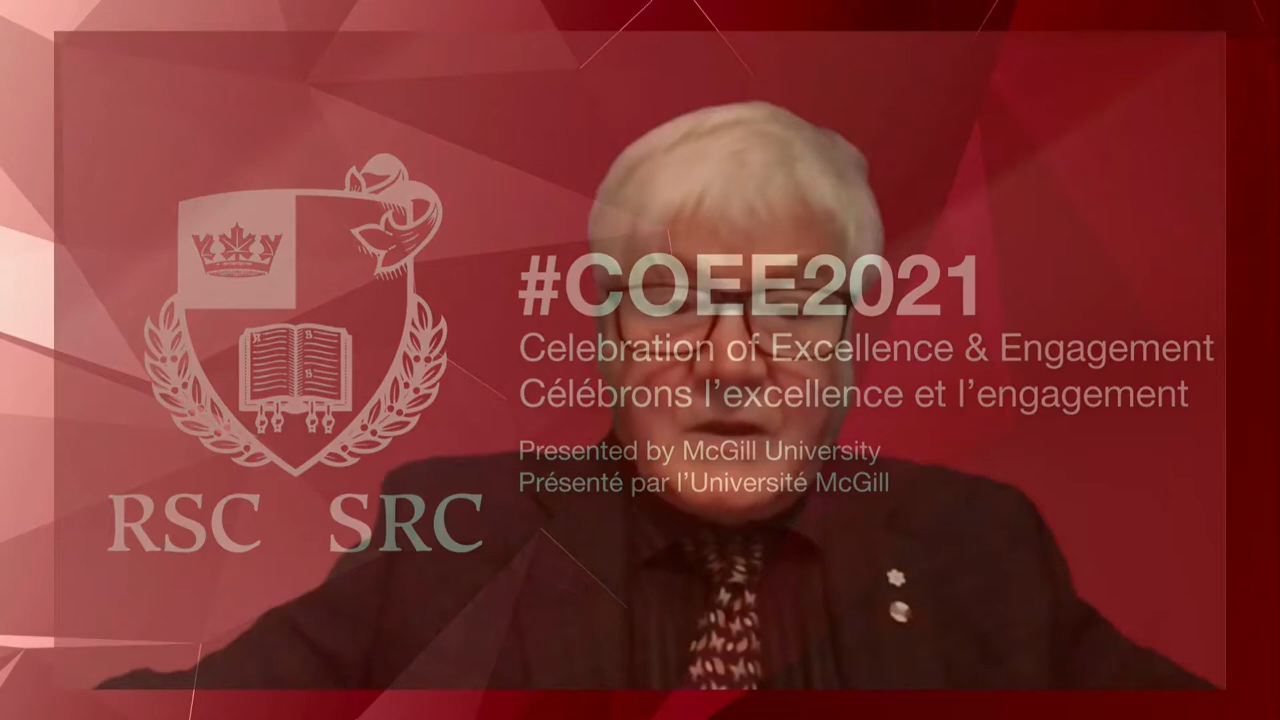 RSC SRC
#COEE2021
Celebration of Excellence & Engagement
Célébrons l'excellence et l'engagement
Presented by McGill University
Présenté par l'Université McGill